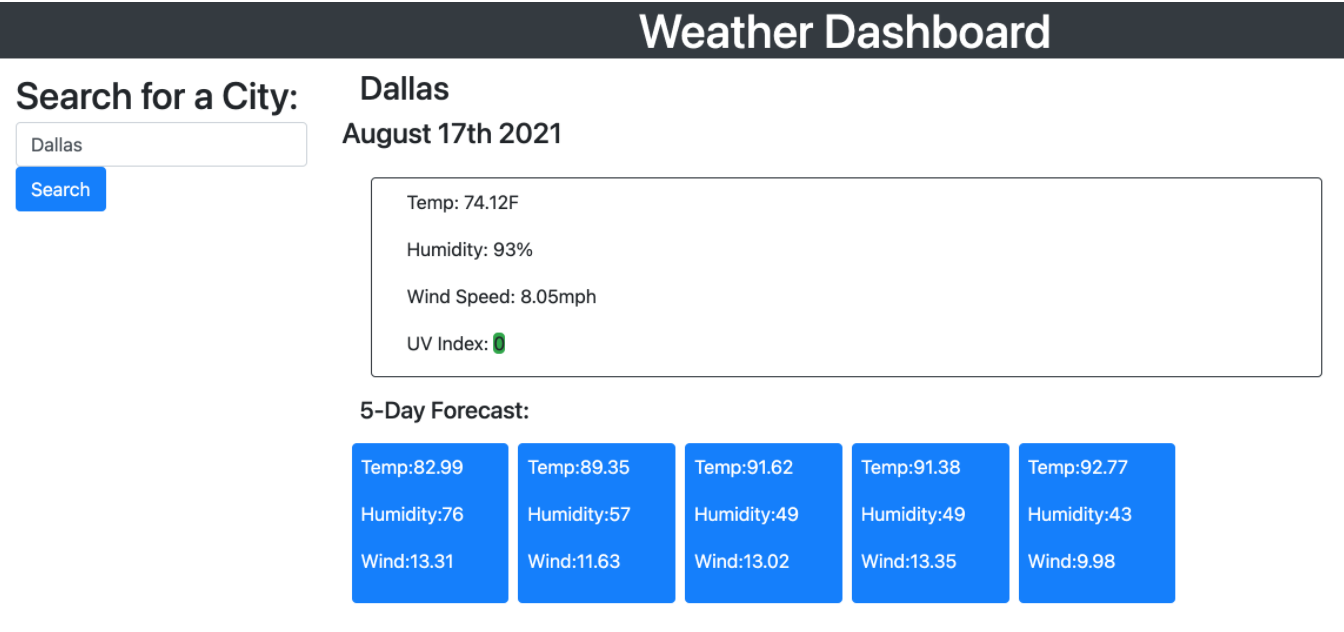 Weather Dashboard
Search for a City:
Dallas
Search
Dallas
August 17th 2021
Temp: 74.12F
Humidity: 93%
Wind Speed: 8.05mph
UV Index: 0
5-Day Forecast:
Temp:82.99
Humidity:76
Wind:13.31
Temp:89.35
Humidity:57
Wind:11.63
Temp:91.62
Humidity:49
Wind:13.02
Temp:91.38
Humidity:49
Wind:13.35
Temp:92.77
Humidity:43
Wind:9.98